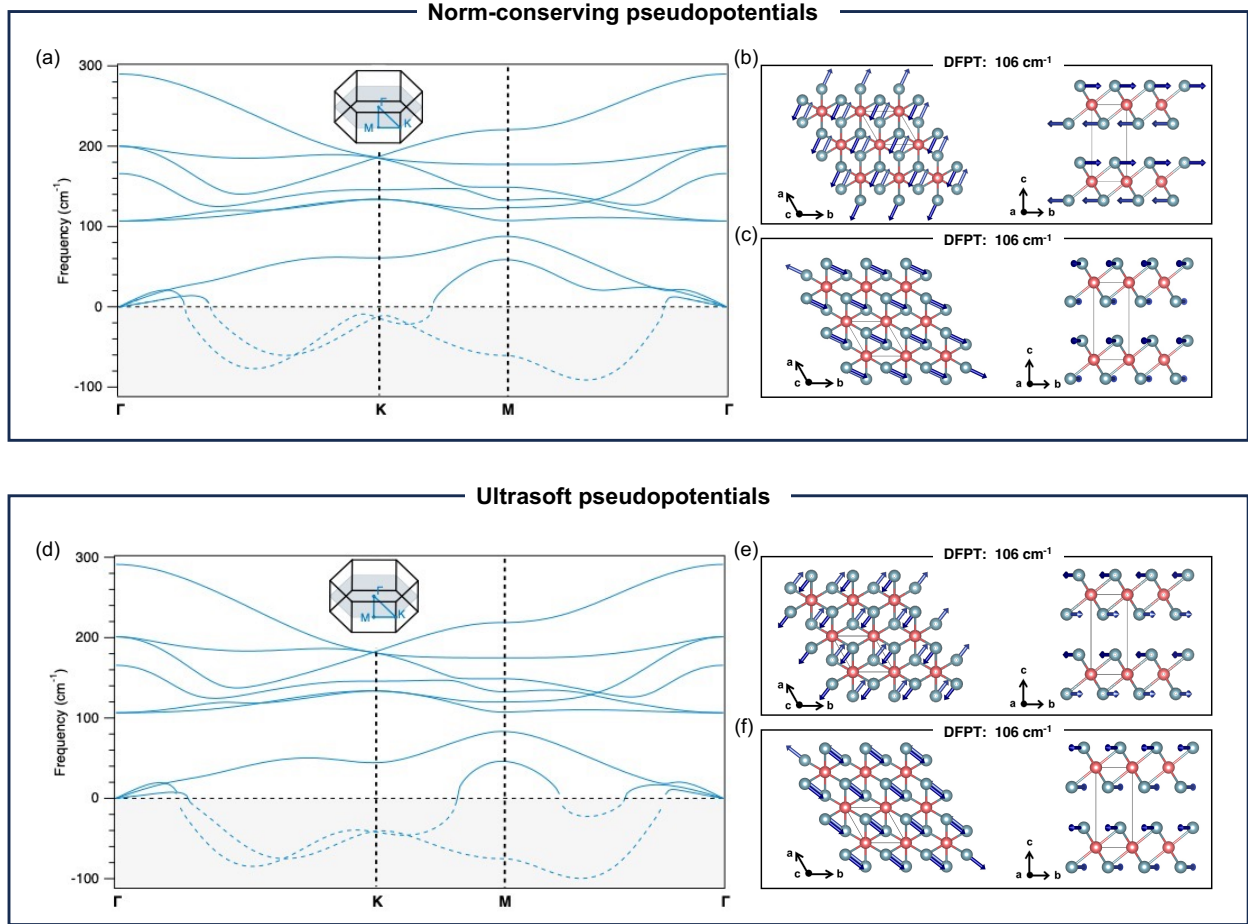 Norm-conserving pseudopotentials
(a)
300
200
100
0
-100
Frequency (cm⁻¹)
Γ
M
K
Γ
K
M
Γ
(b)
DFPT: 106 cm⁻¹
a
c
b
c
a
b
(c)
DFPT: 106 cm⁻¹
a
c
b
c
a
b
Ultrasoft pseudopotentials
(d)
300
200
100
0
-100
Frequency (cm⁻¹)
Γ
M
K
Γ
K
M
Γ
(e)
DFPT: 106 cm⁻¹
a
c
b
c
a
b
(f)
DFPT: 106 cm⁻¹
a
c
b
c
a
b